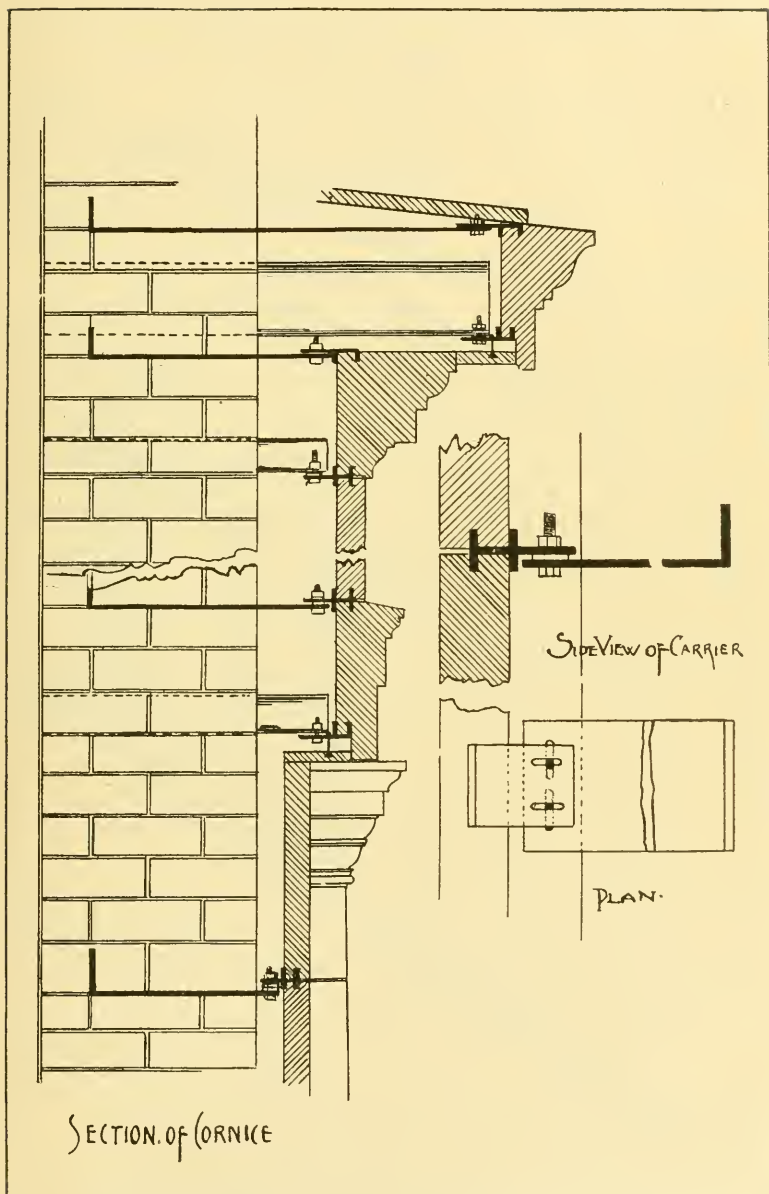 SIDE VIEW OF CARRIER
PLAN.
SECTION. OF CORNICE